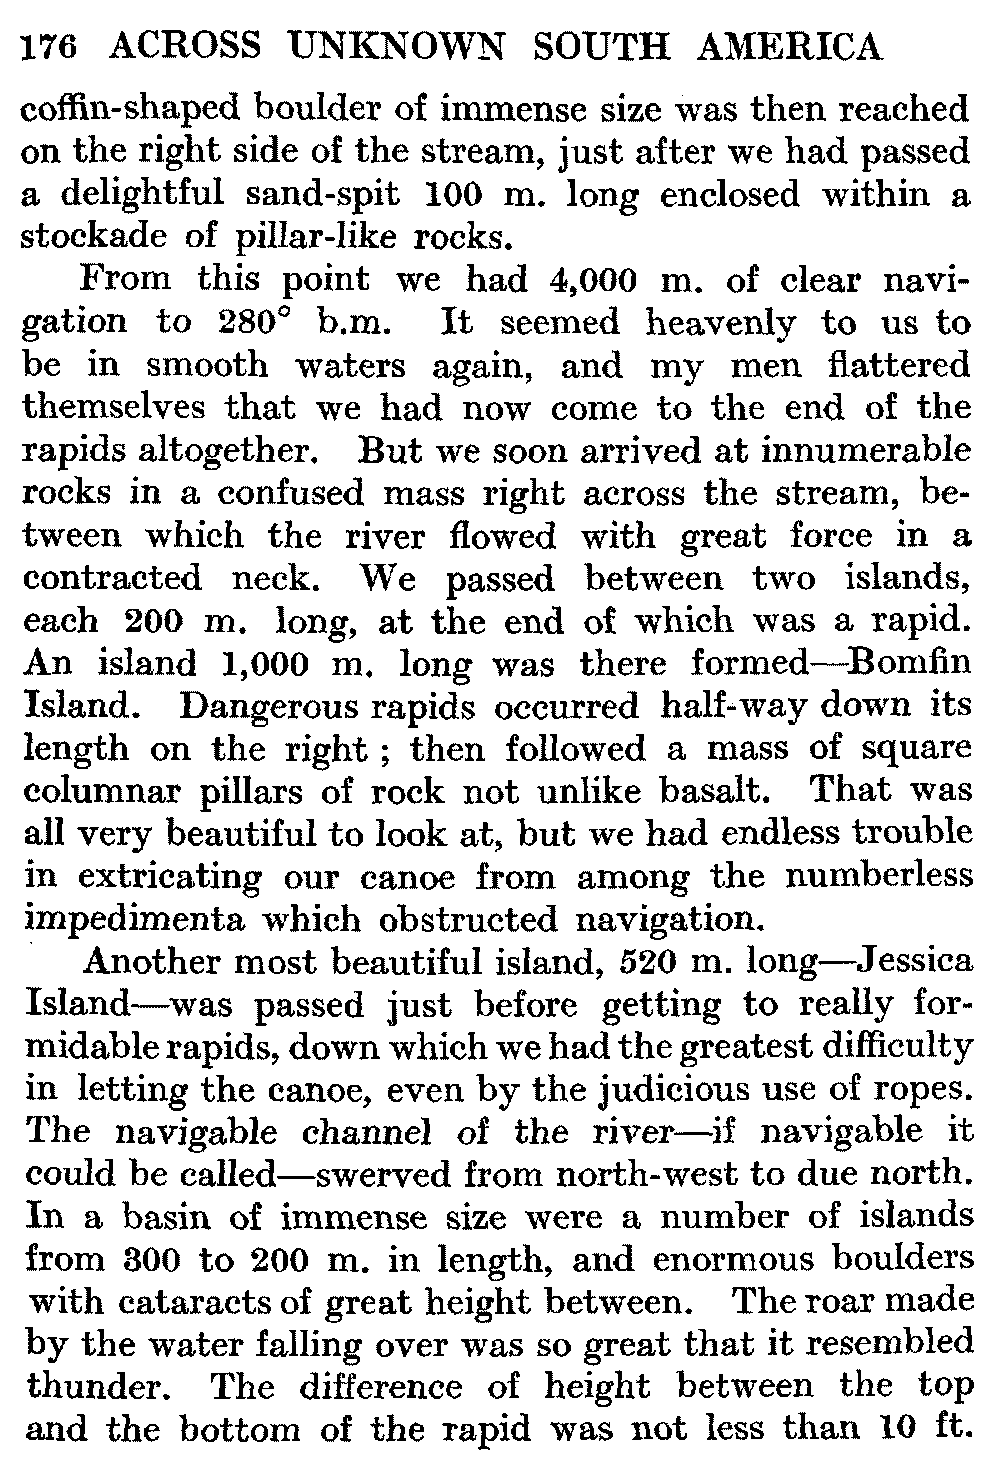 176 ACROSS UNKNOWN SOUTH AMERICA
coffin-shaped boulder of immense size was then reached
on the right side of the stream, just after we had passed
a delightful sand-spit 100 m. long enclosed within a
stockade of pillar-like rocks.
From this point we had 4,000 m. of clear navi-
gation to 280° b.m. It seemed heavenly to us to
be in smooth waters again, and my men flattered
themselves that we had now come to the end of the
rapids altogether. But we soon arrived at innumerable
rocks in a confused mass right across the stream, be-
tween which the river flowed with great force in a
contracted neck. We passed between two islands,
each 200 m. long, at the end of which was a rapid.
An island 1,000 m. long was there formed—Bomfin
Island. Dangerous rapids occurred half-way down its
length on the right ; then followed a mass of square
columnar pillars of rock not unlike basalt. That was
all very beautiful to look at, but we had endless trouble
in extricating our canoe from among the numberless
impedimenta which obstructed navigation.
Another most beautiful island, 520 m. long—Jessica
Island—was passed just before getting to really for-
midable rapids, down which we had the greatest difficulty
in letting the canoe, even by the judicious use of ropes.
The navigable channel of the river—if navigable it
could be called—swerved from north-west to due north.
In a basin of immense size were a number of islands
from 300 to 200 m. in length, and enormous boulders
with cataracts of great height between. The roar made
by the water falling over was so great that it resembled
thunder. The difference of height between the top
and the bottom of the rapid was not less than 10 ft.